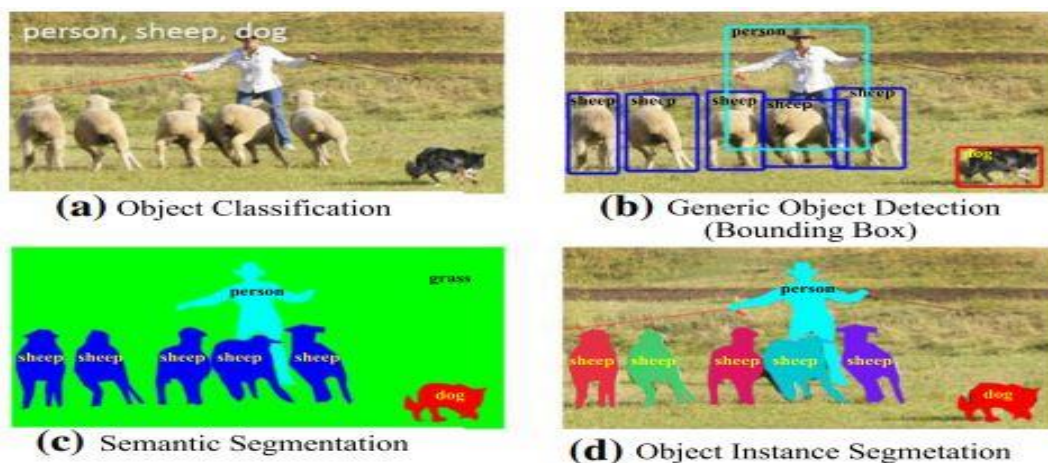 person, sheep, dog
(a) Object Classification
person
sheep
sheep
sheep
sheep
sheep
dog
(b) Generic Object Detection
(Bounding Box)
grass
person
sheep
sheep
sheep
sheep
sheep
dog
(c) Semantic Segmentation
person
sheep
sheep
sheep
sheep
sheep
dog
(d) Object Instance Segmetation